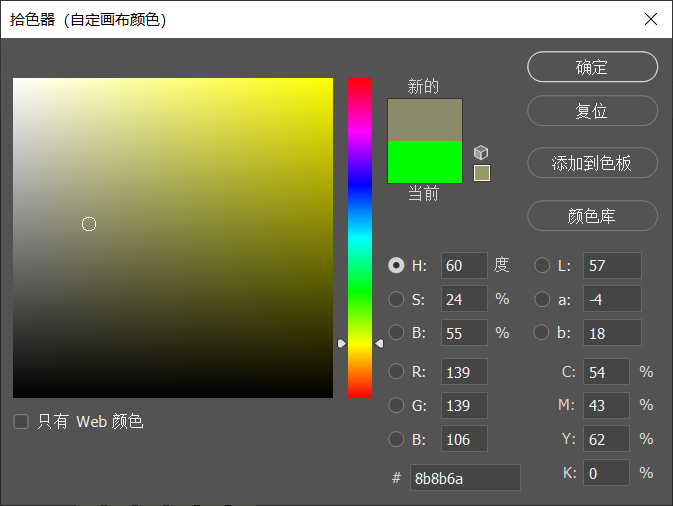 拾色器（自定画布颜色）
新的
当前
确定
复位
添加到色板
颜色库
H: 60 度
S: 24 %
B: 55 %
R: 139
G: 139
B: 106
# 8b8b6a
L: 57
a: -4
b: 18
C: 54 %
M: 43 %
Y: 62 %
K: 0 %
只有 Web 颜色